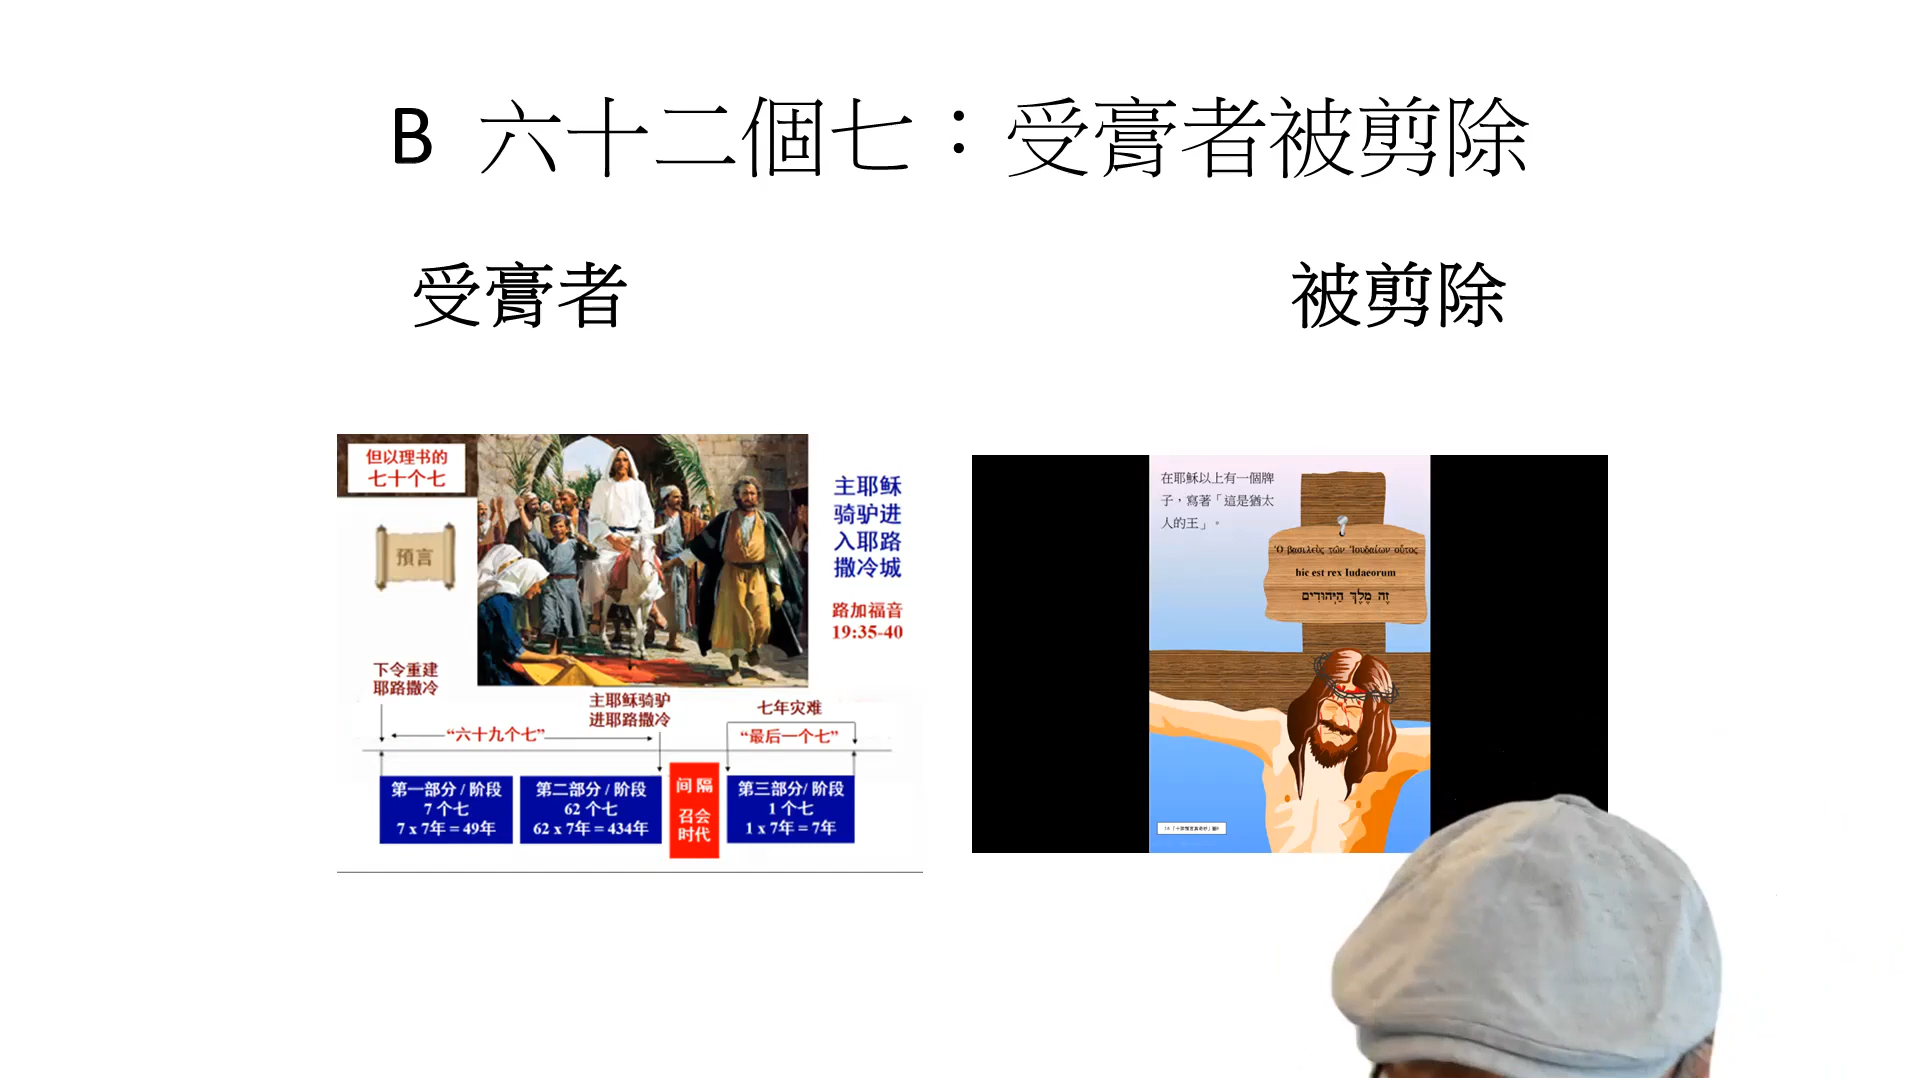 B 六十二個七：受膏者被剪除
受膏者
被剪除
但以理书的
七十个七
預言
主耶稣
骑驴进
入耶路
撒冷城
路加福音
19:35-40
下令重建
耶路撒冷
主耶稣骑驴
进耶路撒冷
七年灾难
“六十九个七”
“最后一个七”
第一部分 / 阶段
7 个七
7 x 7年 = 49年
第二部分 / 阶段
62 个七
62 x 7年 = 434年
间 隔
召会
时代
第三部分/ 阶段
1 个七
1 x 7年 = 7年
在耶穌以上有一個牌
子，寫著「這是猶太
人的王」。
Ὁ βασιλεὺς τῶν Ἰουδαίων οὗτος
hic est rex Iudaeorum
זֶה מֶלֶךְ הַיְּהוּדִים